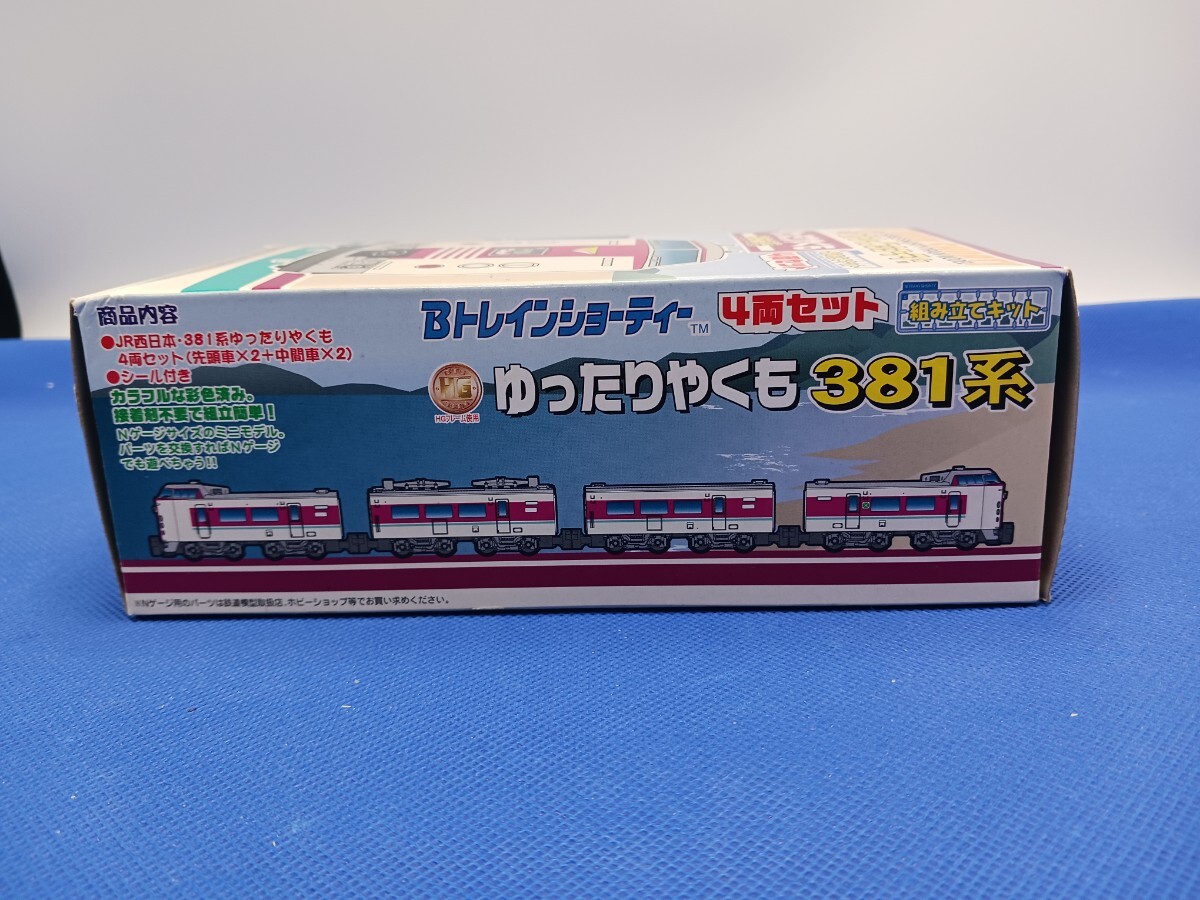 商品内容
●JR西日本・381系ゆったりやくも
4両セット(先頭車×2+中間車×2)
●シール付き
カラフルな彩色済み。
接着剤不要で組立簡単!
Nゲージサイズのミニモデル。
パーツを交換すればNゲージ
でも遊べちゃう!!
Bトレインショーティー™
4両セット
組み立てキット
HG
HGフレーム使用
ゆったりやくも 381系
※Nゲージ用のパーツは鉄道模型取扱店、ホビーショップ等でお買い求めください。